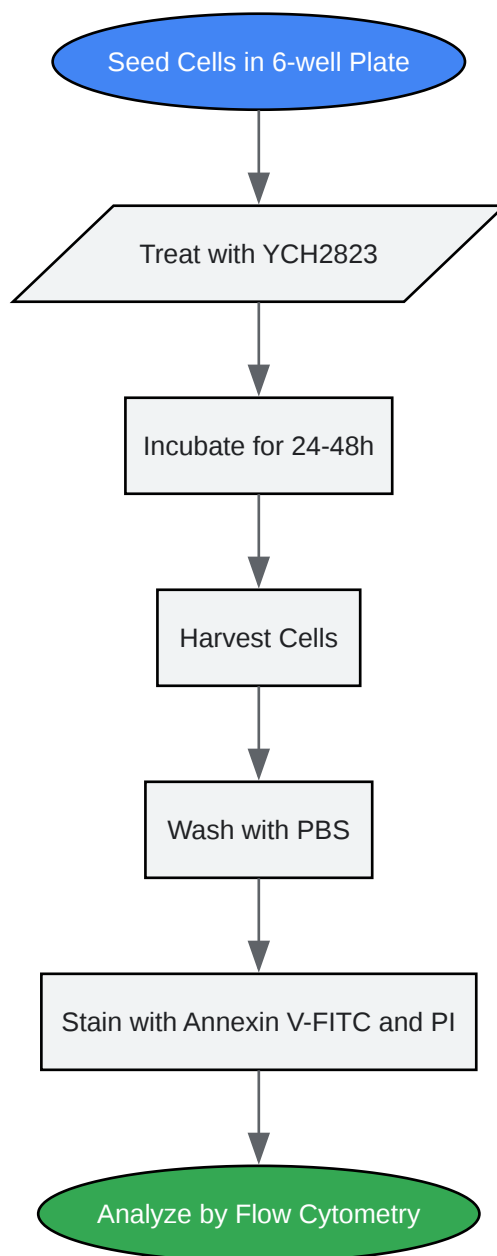 Seed Cells in 6-well Plate
Treat with YCH2823
Incubate for 24-48h
Harvest Cells
Wash with PBS
Stain with Annexin V-FITC and PI
Analyze by Flow Cytometry